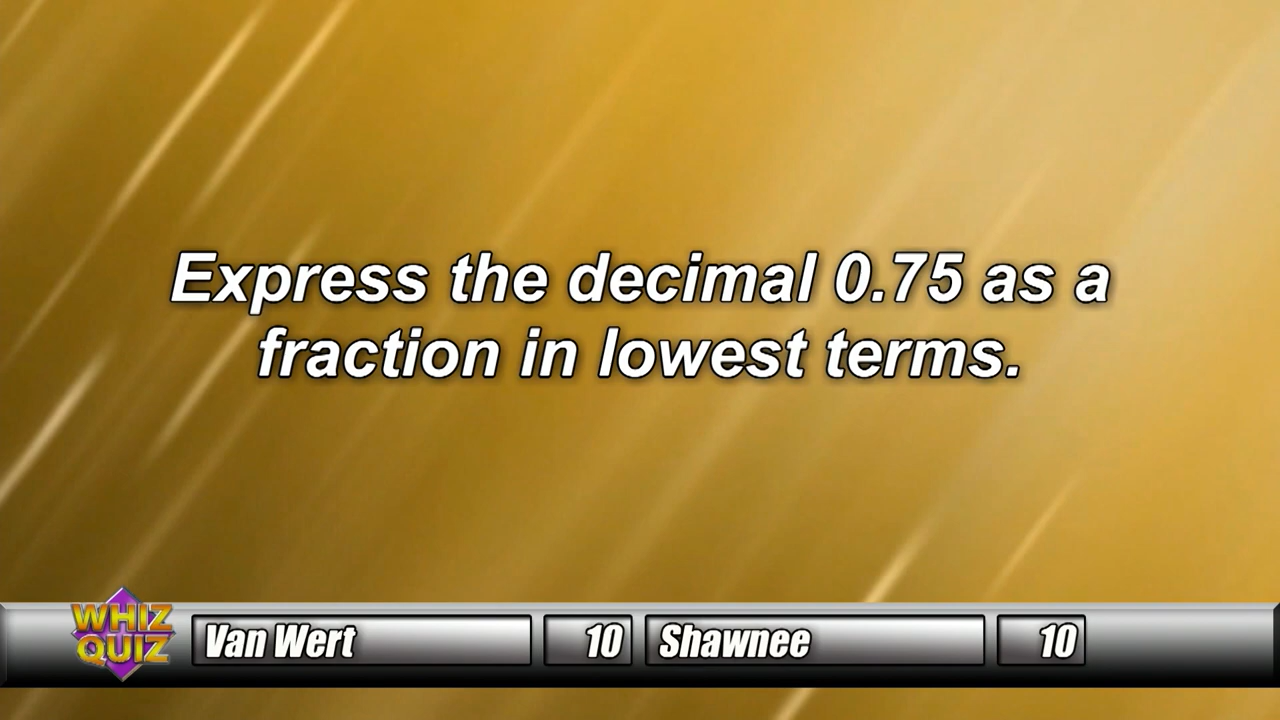 Express the decimal 0.75 as a
fraction in lowest terms.
WHIZ
QUIZ
Van Wert 10 Shawnee 10